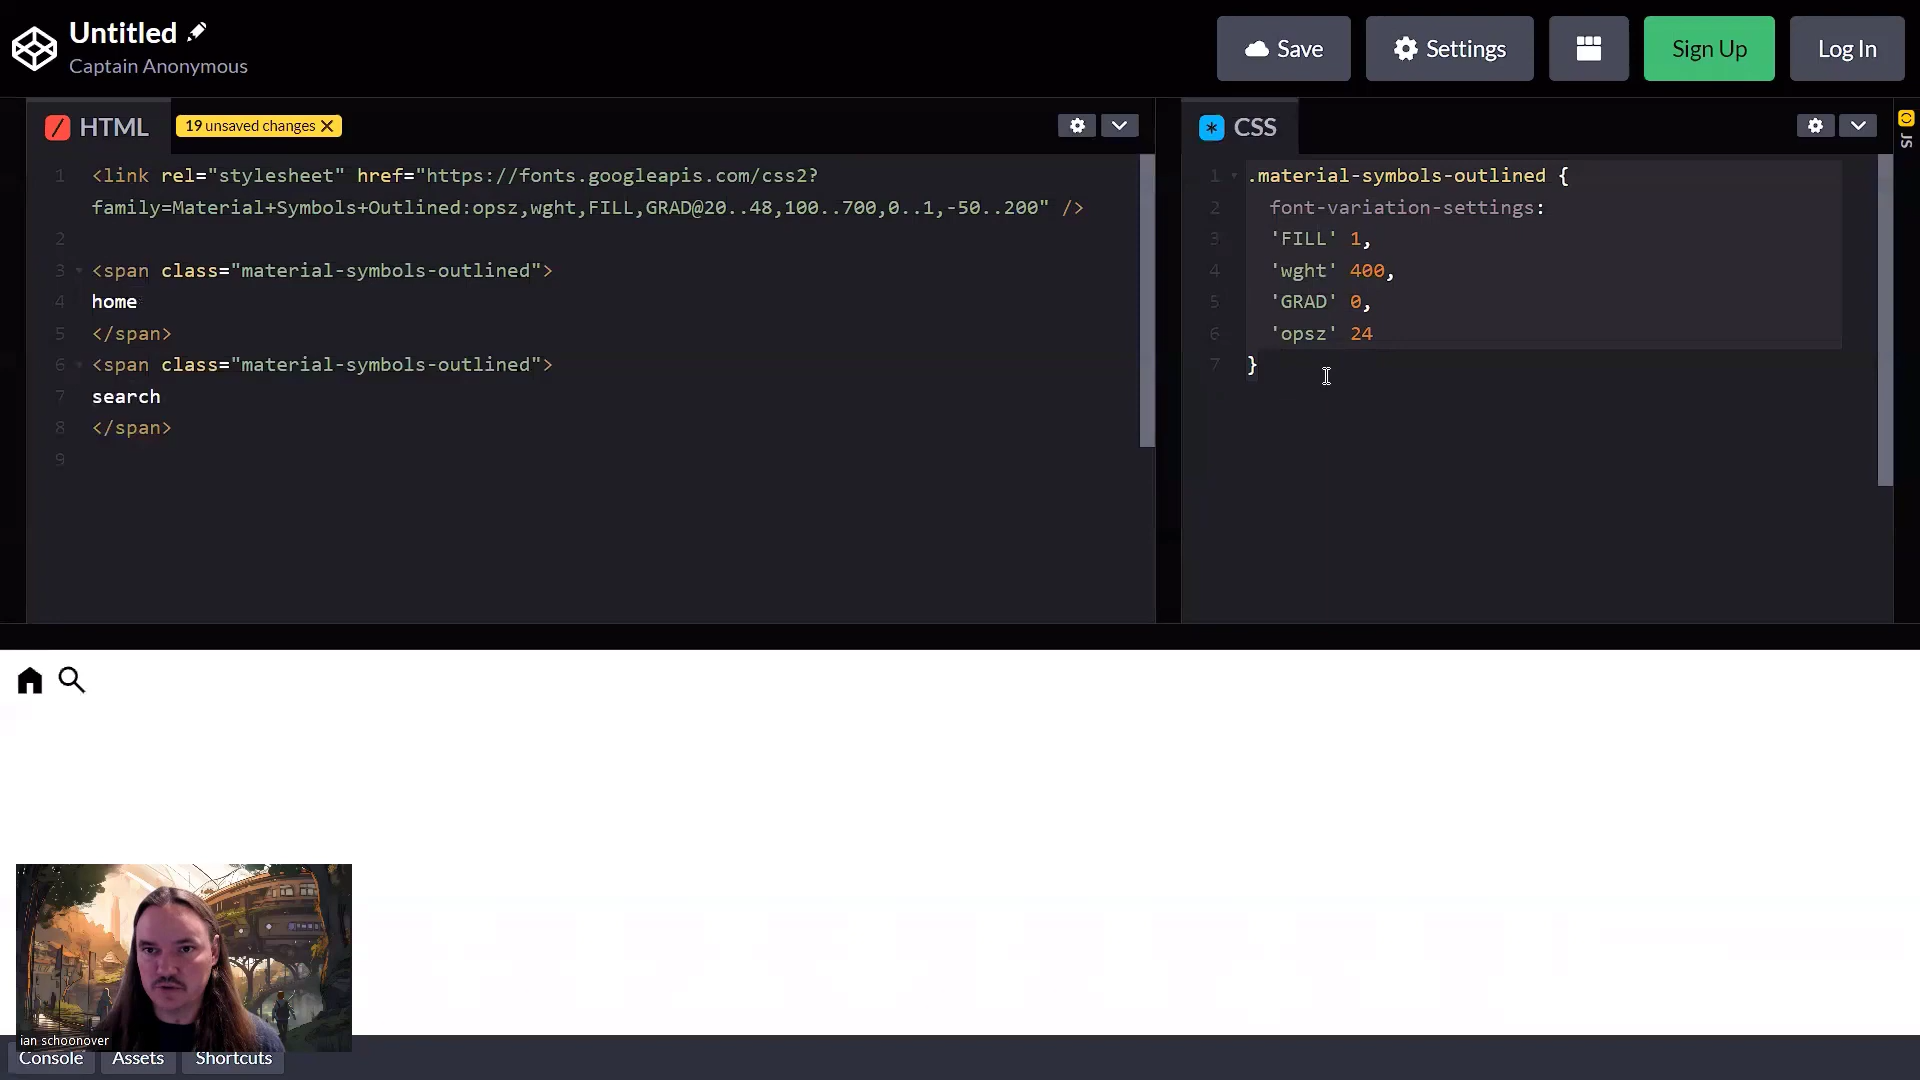 Untitled
Captain Anonymous
Save
Settings
Sign Up
Log In
HTML
19 unsaved changes
CSS
JS
1 <link rel="stylesheet" href="https://fonts.googleapis.com/css2?
family=Material+Symbols+Outlined:opsz,wght,FILL,GRAD@20..48,100..700,0..1,-50..200" />
2
3 <span class="material-symbols-outlined">
4 home
5 </span>
6 <span class="material-symbols-outlined">
7 search
8 </span>
9
1 .material-symbols-outlined {
2 font-variation-settings:
3 'FILL' 1,
4 'wght' 400,
5 'GRAD' 0,
6 'opsz' 24
7 }
ian schoonover
Console
Assets
Shortcuts